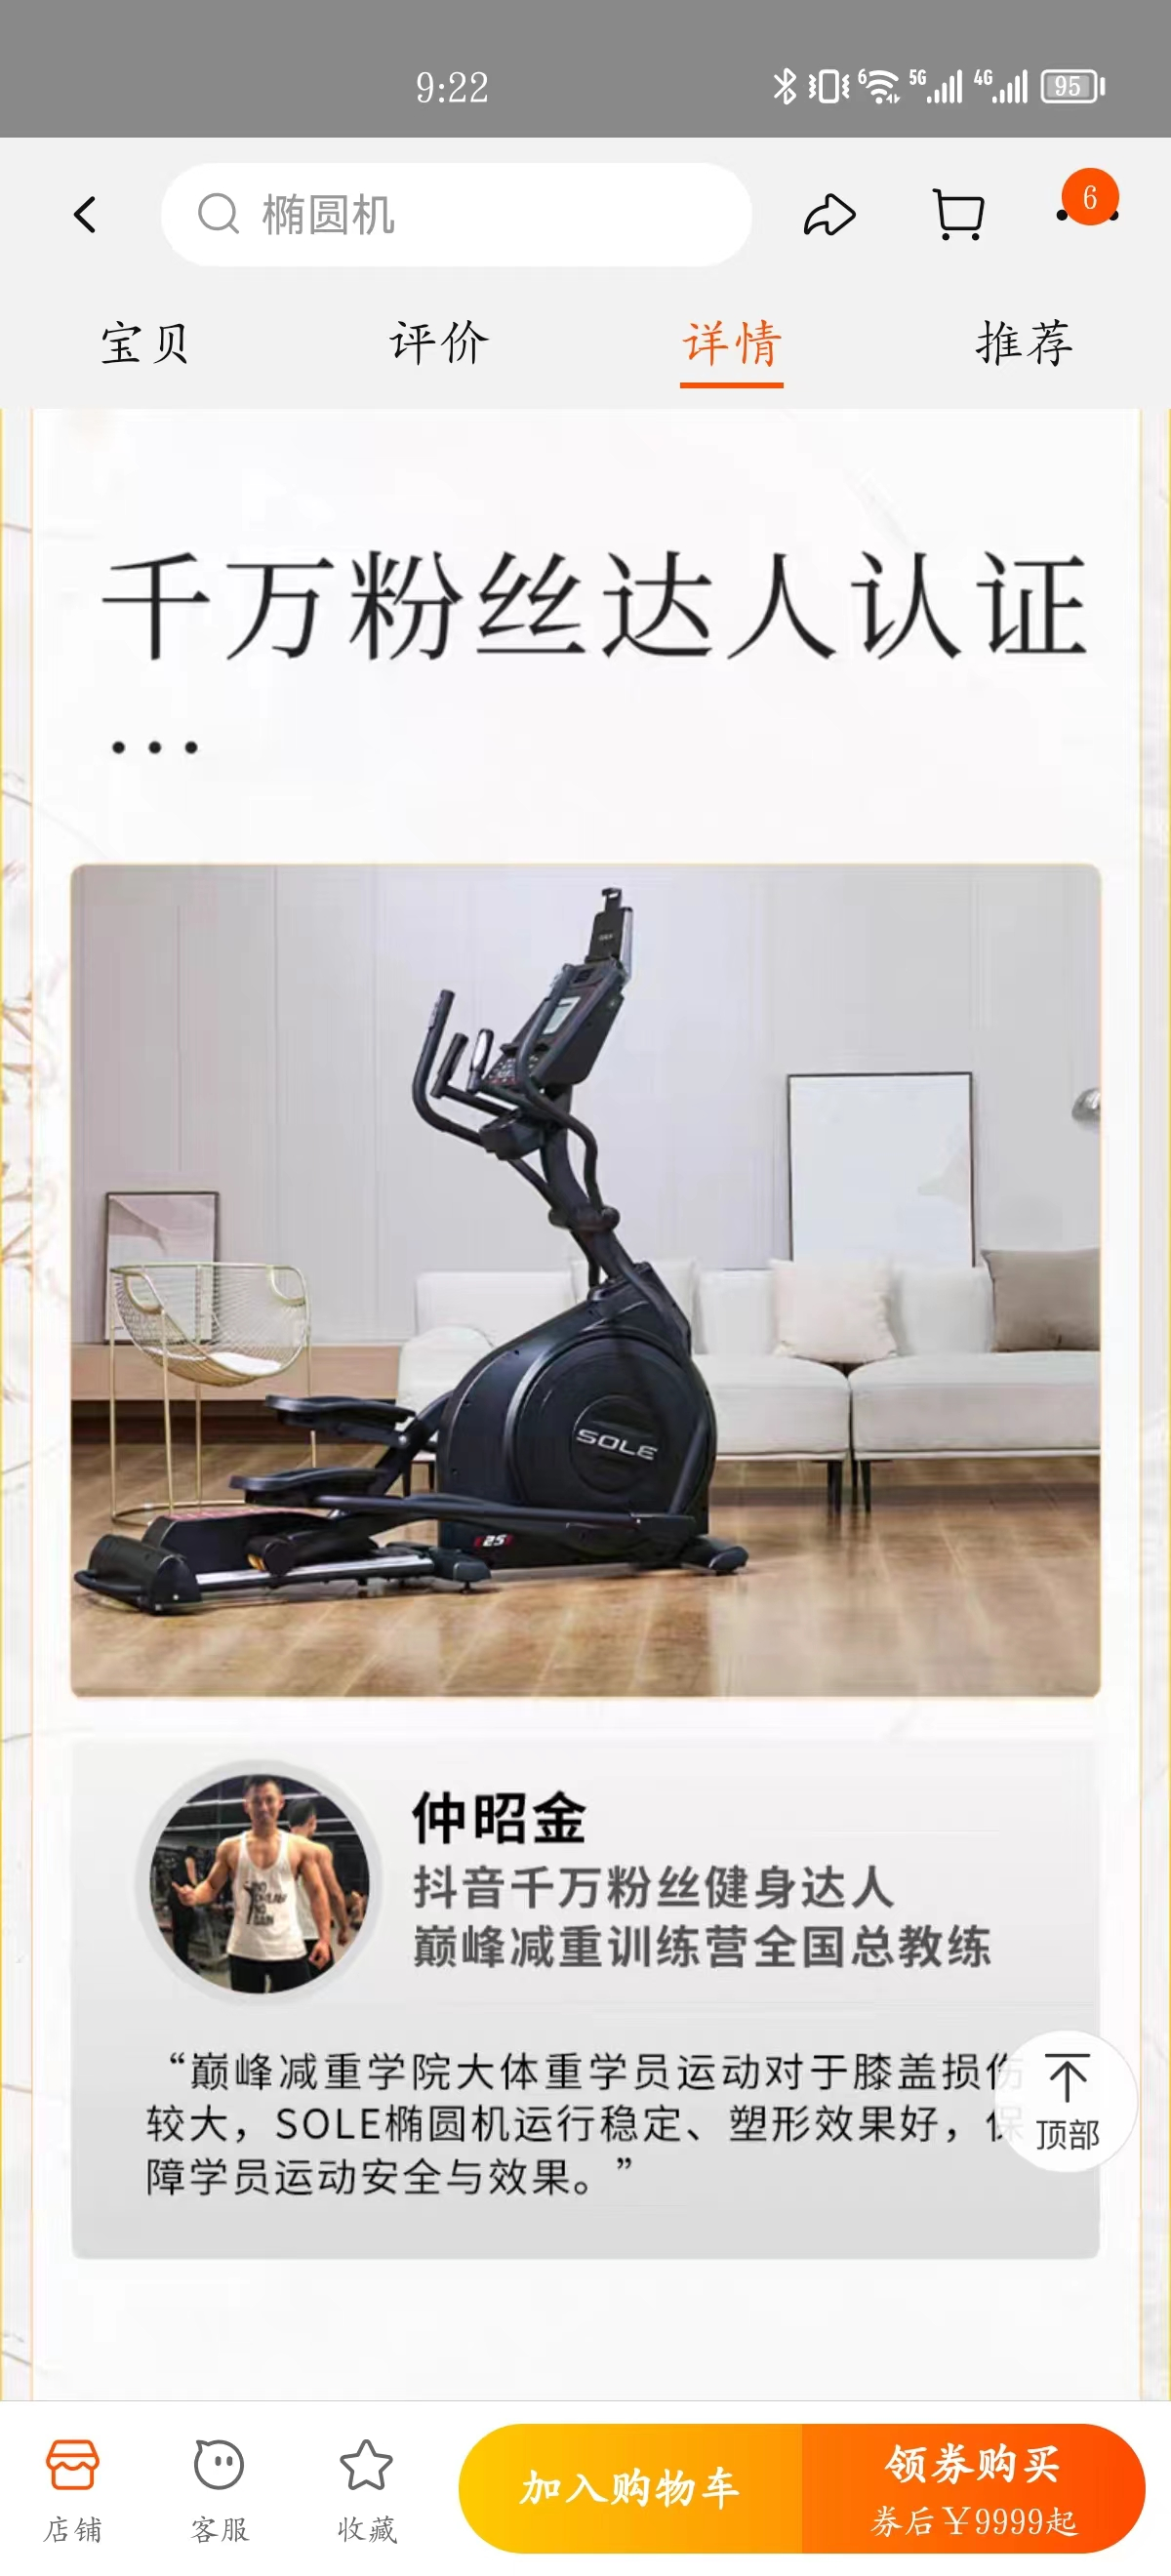 9:22
6
5G
4G
95
椭圆机
6
宝贝
评价
详情
推荐
千万粉丝达人认证
SOLE
E25
仲昭金
抖音千万粉丝健身达人
巅峰减重训练营全国总教练
“巅峰减重学院大体重学员运动对于膝盖损伤
较大，SOLE椭圆机运行稳定、塑形效果好，保
障学员运动安全与效果。”
顶部
店铺
客服
收藏
加入购物车
领券购买
券后￥9999起